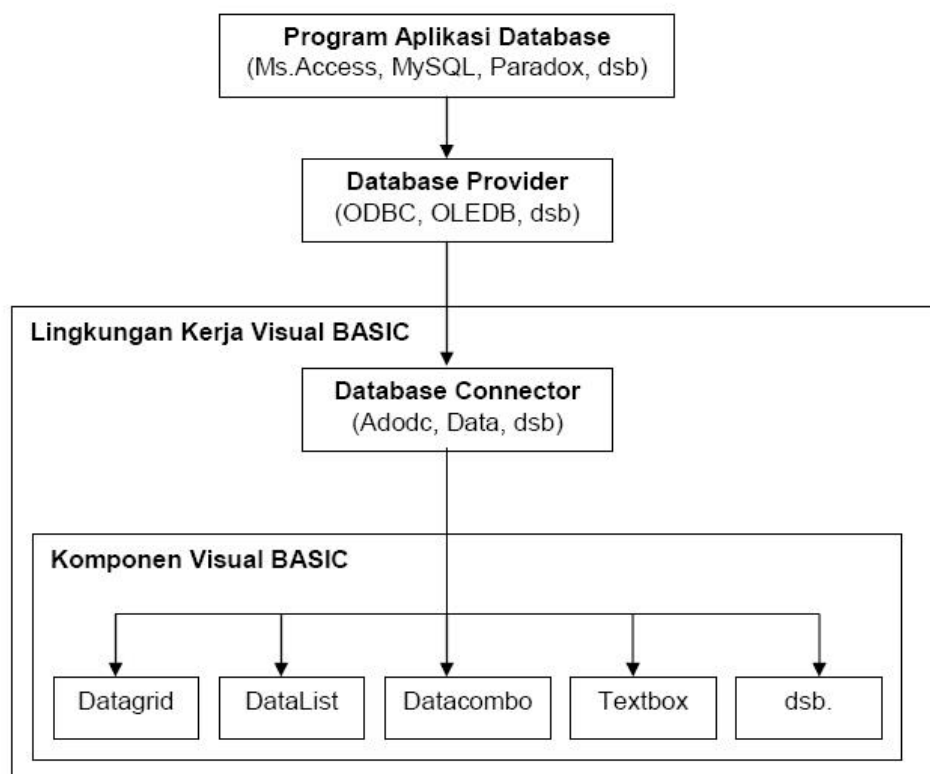 Program Aplikasi Database
(Ms.Access, MySQL, Paradox, dsb)
Database Provider
(ODBC, OLEDB, dsb)
Lingkungan Kerja Visual BASIC
Database Connector
(Adodc, Data, dsb)
Komponen Visual BASIC
Datagrid
DataList
Datacombo
Textbox
dsb.